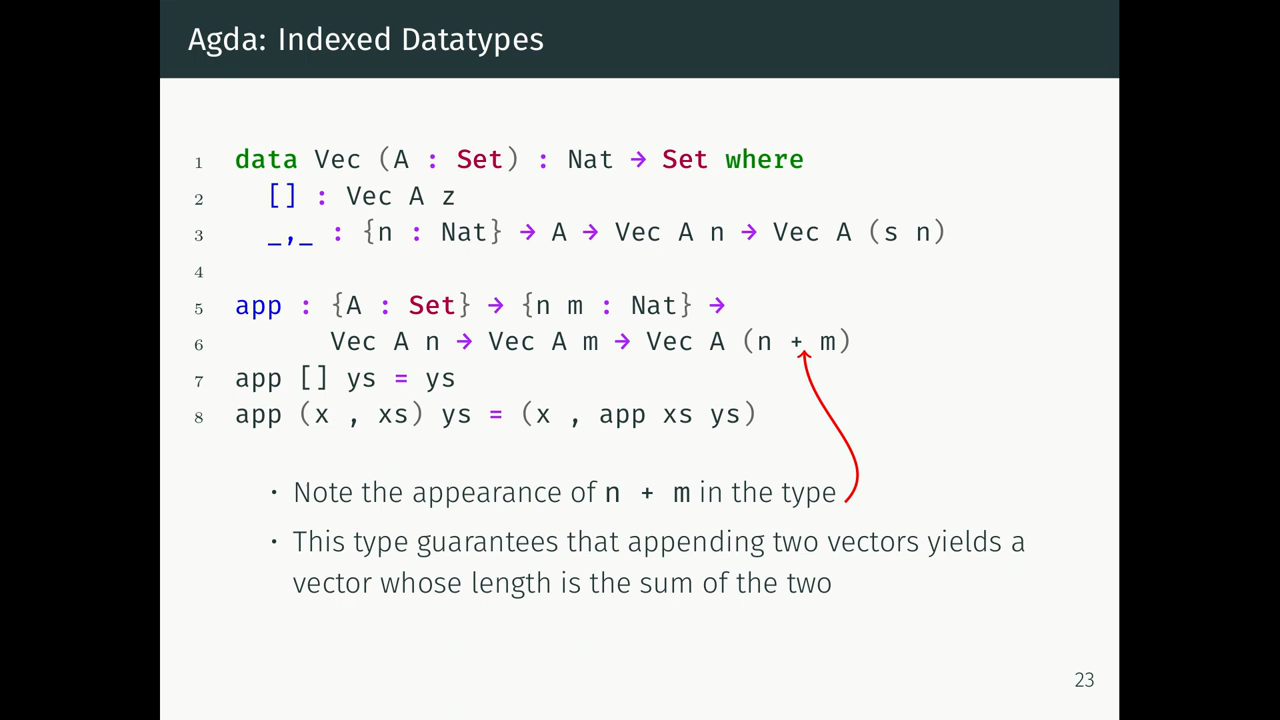 Agda: Indexed Datatypes
1 data Vec (A : Set) : Nat → Set where
2 [] : Vec A z
3 _,_ : {n : Nat} → A → Vec A n → Vec A (s n)
4
5 app : {A : Set} → {n m : Nat} →
6 Vec A n → Vec A m → Vec A (n + m)
7 app [] ys = ys
8 app (x , xs) ys = (x , app xs ys)
· Note the appearance of n + m in the type
· This type guarantees that appending two vectors yields a
vector whose length is the sum of the two
23